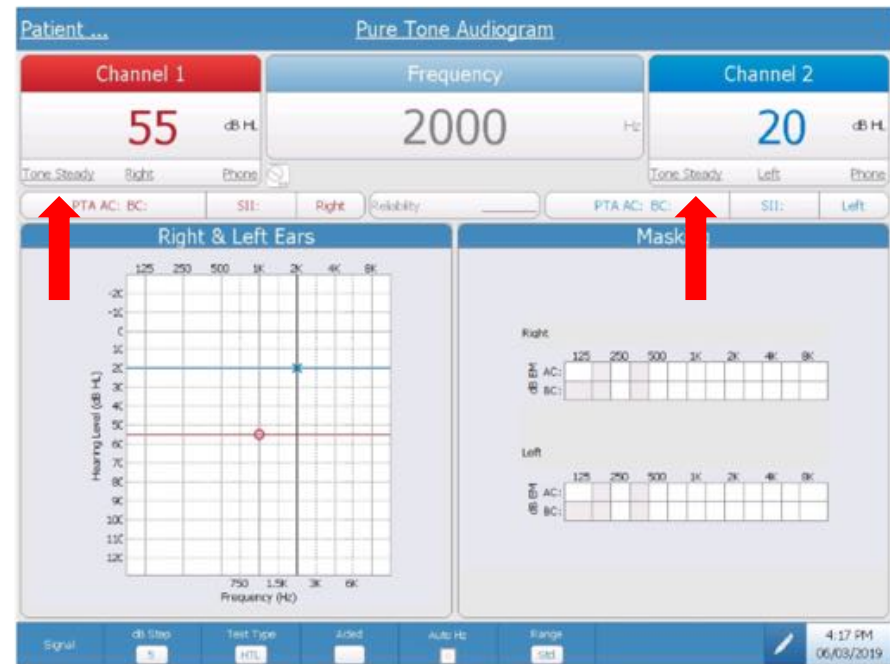 Patient ... Pure Tone Audiogram
Channel 1 Frequency Channel 2
55 dB HL 2000 Hz 20 dB HL
Tone Steady Right Phone Tone Steady Left Phone
PTA AC: BC: SII: Right Reliability PTA AC: BC: SII: Left
Right & Left Ears
125 250 500 1K 2K 4K 8K
Hearing Level (dB HL)
750 1.5K 3K 6K
Frequency (Hz)
Right
125 250 500 1K 2K 4K 8K
dB EM
AC:
BC:
Left
125 250 500 1K 2K 4K 8K
dB EM
AC:
BC:
Signal dB Step Test Type Aided Auto Hz Range 4:17 PM
5 HTL Std 06/03/2019